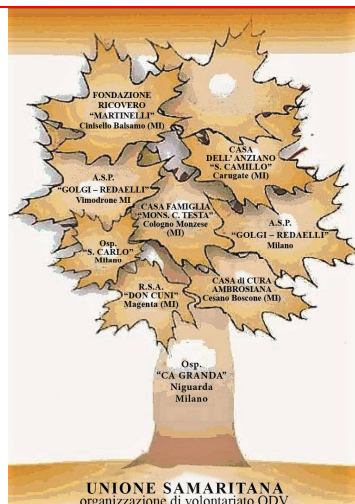 FONDAZIONE
RICOVERO
"MARTINELLI"
Cinisello Balsamo (MI)
CASA
DELL'ANZIANO
"S. CAMILLO"
Carugate (MI)
A.S.P.
"GOLGI – REDAELLI"
Vimodrone MI
CASA FAMIGLIA
"MONS. C. TESTA"
Cologno Monzese
(MI)
A.S.P.
"GOLGI – REDAELLI"
Milano
Osp.
"S. CARLO"
Milano
CASA di CURA
AMBROSIANA
Cesano Boscone (MI)
R.S.A.
"DON CUNI"
Magenta (MI)
Osp.
"CA GRANDA"
Niguarda
Milano
UNIONE SAMARITANA
organizzazione di volontariato ODV